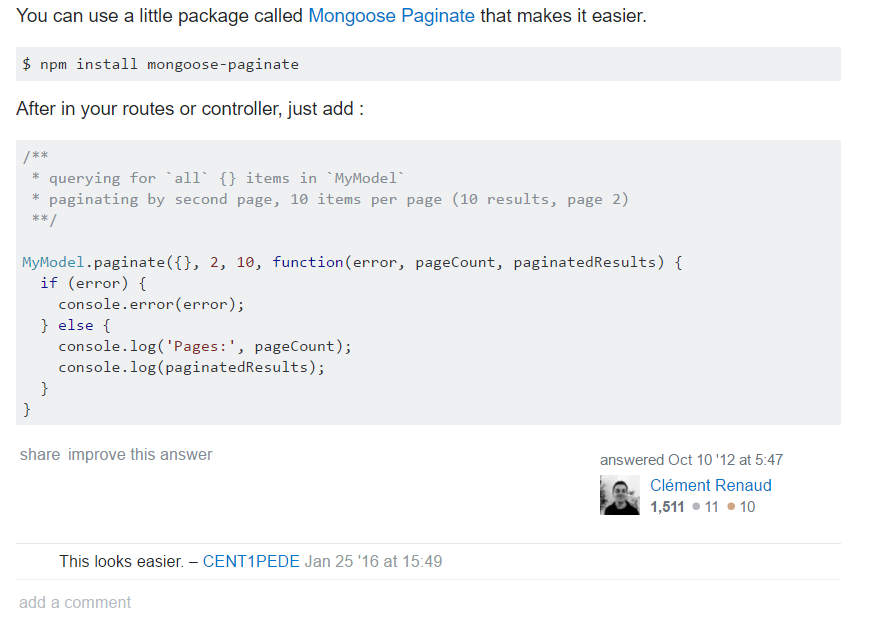 You can use a little package called Mongoose Paginate that makes it easier.
$ npm install mongoose-paginate
After in your routes or controller, just add :
/**
 * querying for `all` {} items in `MyModel`
 * paginating by second page, 10 items per page (10 results, page 2)
 **/
MyModel.paginate({}, 2, 10, function(error, pageCount, paginatedResults) {
  if (error) {
    console.error(error);
  } else {
    console.log('Pages:', pageCount);
    console.log(paginatedResults);
  }
}
share improve this answer
answered Oct 10 '12 at 5:47
Clément Renaud
1,511 ● 11 ● 10
This looks easier. – CENT1PEDE Jan 25 '16 at 15:49
add a comment